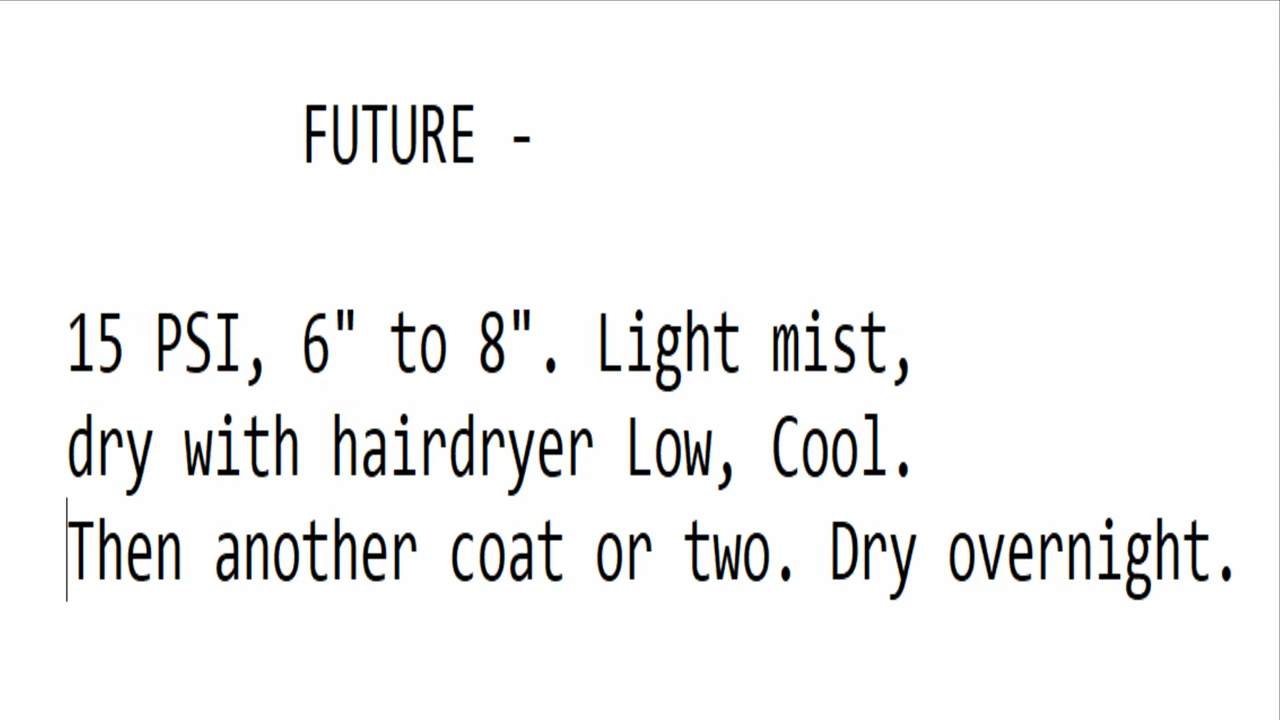 FUTURE -
15 PSI, 6" to 8". Light mist,
dry with hairdryer Low, Cool.
Then another coat or two. Dry overnight.